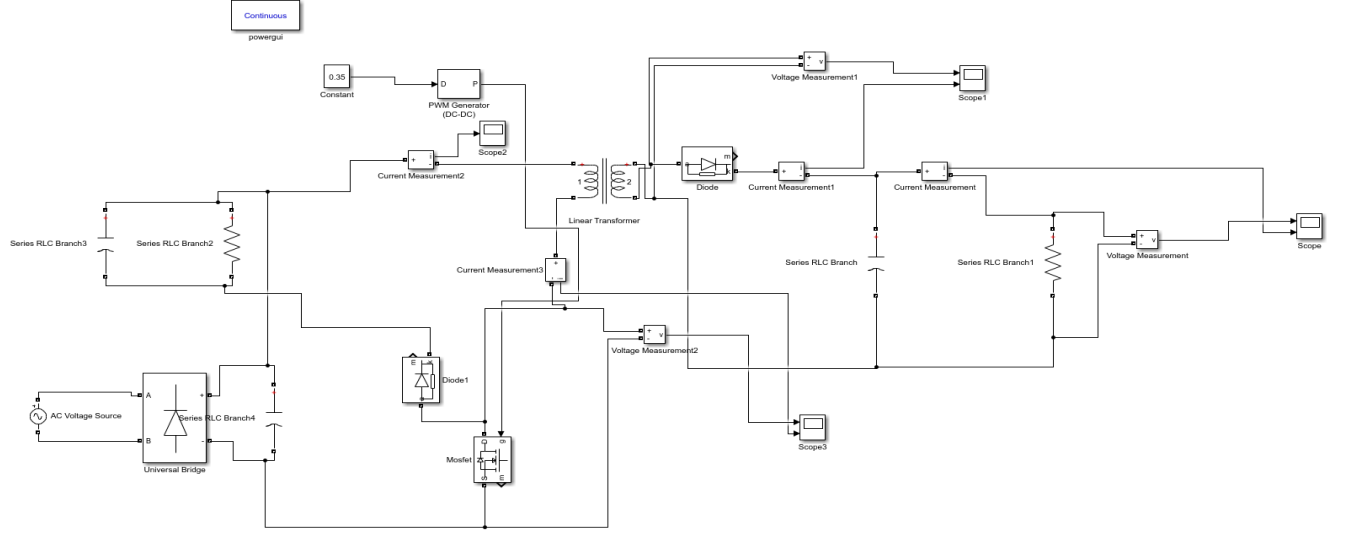 Continuous
powergui
0.35
Constant
D
P
PWM Generator
(DC-DC)
+
-
v
Voltage Measurement1
Scope1
Scope2
+
i
-
Current Measurement2
1
2
Linear Transformer
a
m
k
Diode
+
i
-
Current Measurement1
+
i
-
Current Measurement
Series RLC Branch3
Series RLC Branch2
Current Measurement3
+
Series RLC Branch
Series RLC Branch1
+
-
v
Voltage Measurement
Scope
+
-
v
Voltage Measurement2
m
k
a
Diode1
AC Voltage Source
A
B
+
-
Universal Bridge
Series RLC Branch4
Scope3
D
g
S
m
Mosfet